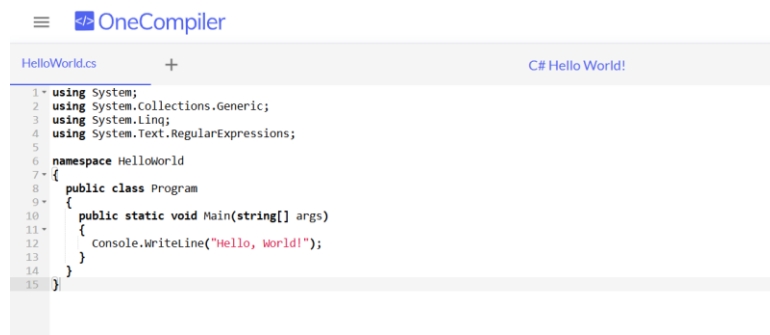 </> OneCompiler
HelloWorld.cs + C# Hello World!
1 using System;
2 using System.Collections.Generic;
3 using System.Linq;
4 using System.Text.RegularExpressions;
5
6 namespace HelloWorld
7 {
8   public class Program
9   {
10     public static void Main(string[] args)
11     {
12       Console.WriteLine("Hello, World!");
13     }
14   }
15 }